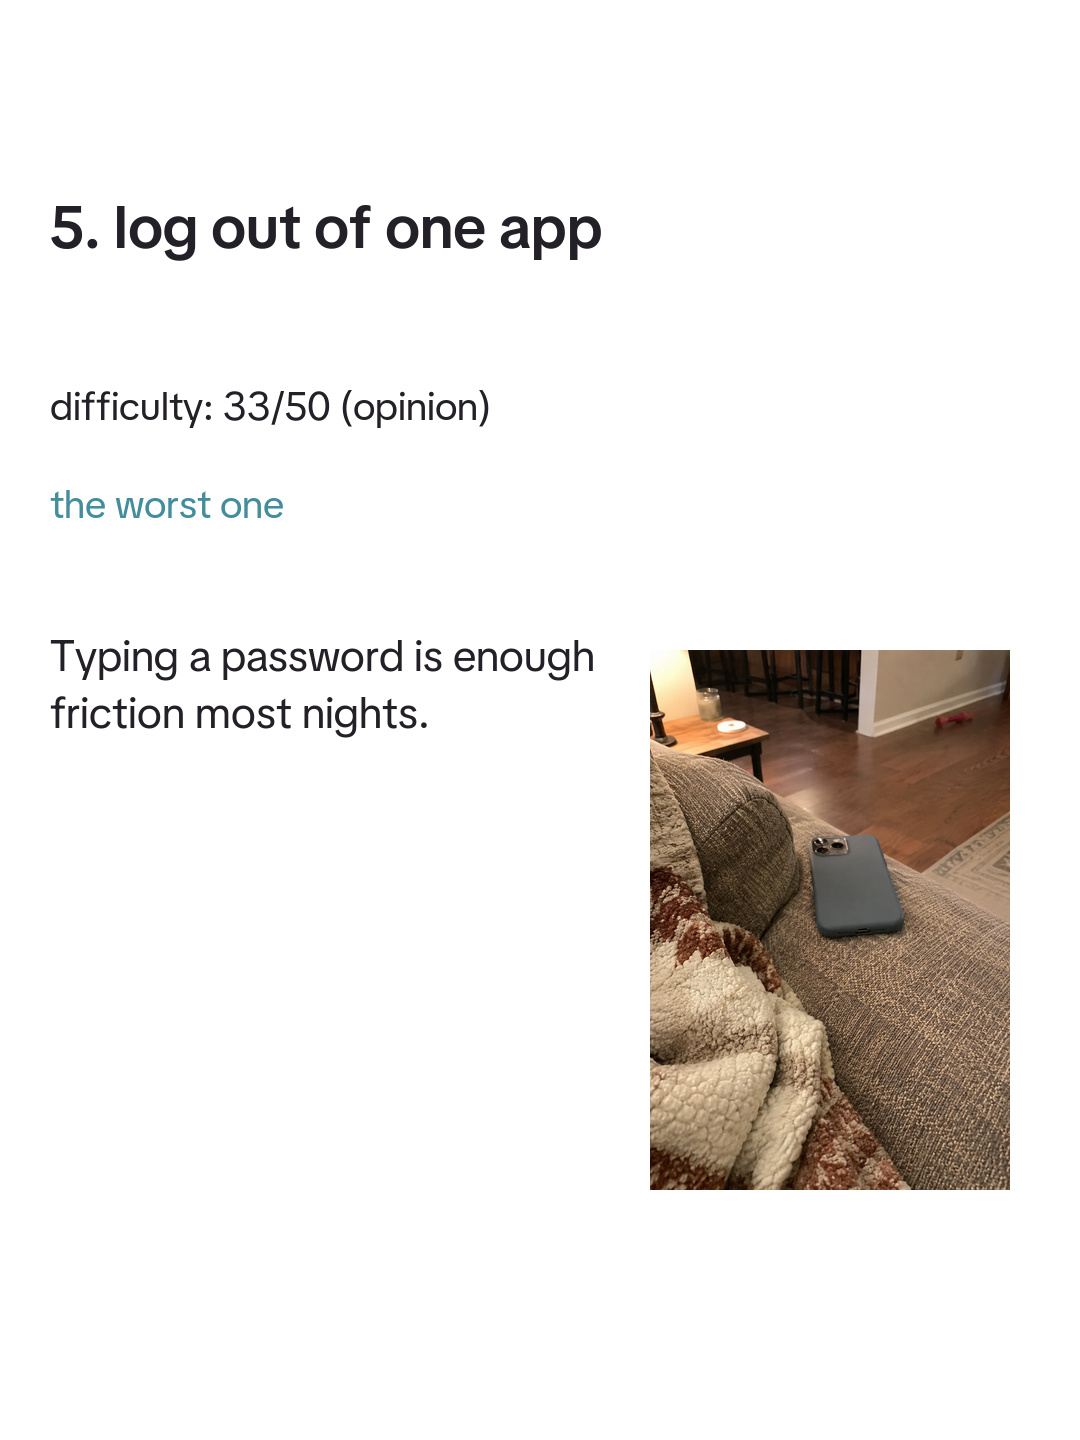 5. log out of one app
difficulty: 33/50 (opinion)
the worst one
Typing a password is enough
friction most nights.